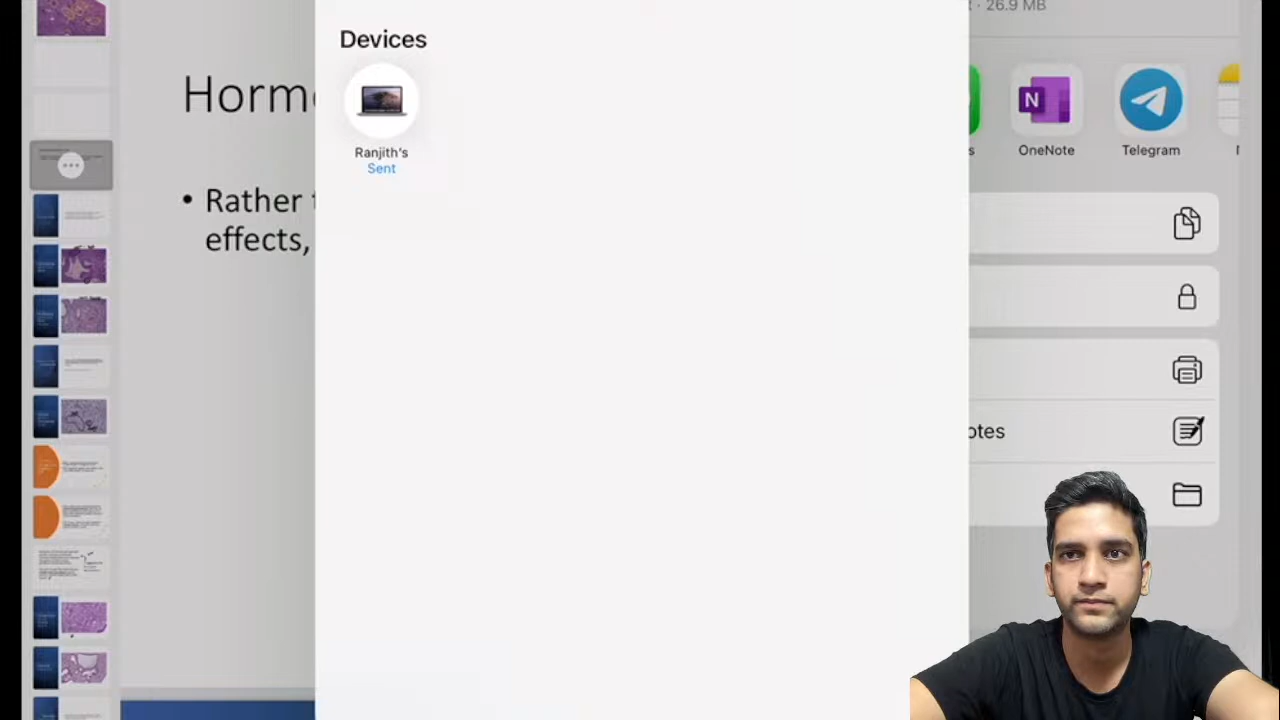 Devices
Ranjith's
Sent
Horm
• Rather
effects,
26.9 MB
OneNote
Telegram
otes